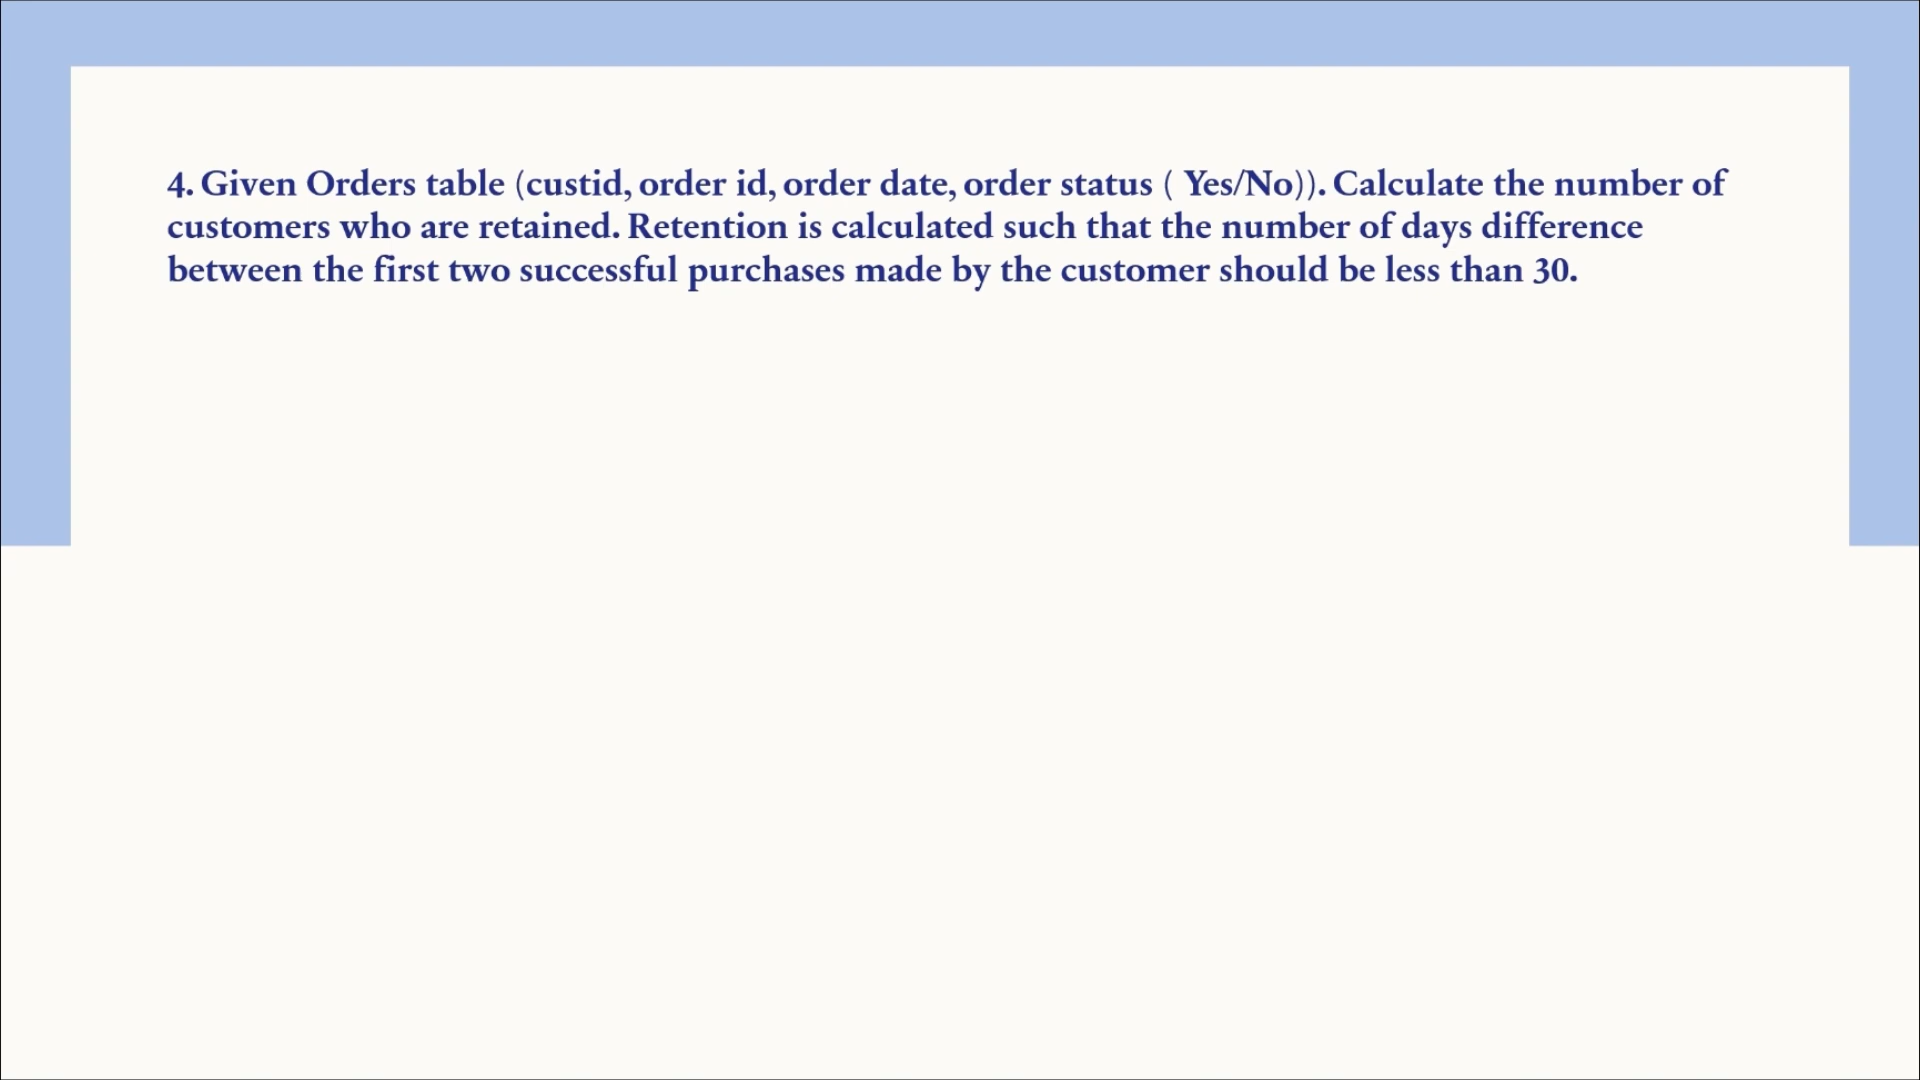 4. Given Orders table (custid, order id, order date, order status ( Yes/No)). Calculate the number of
customers who are retained. Retention is calculated such that the number of days difference
between the first two successful purchases made by the customer should be less than 30.